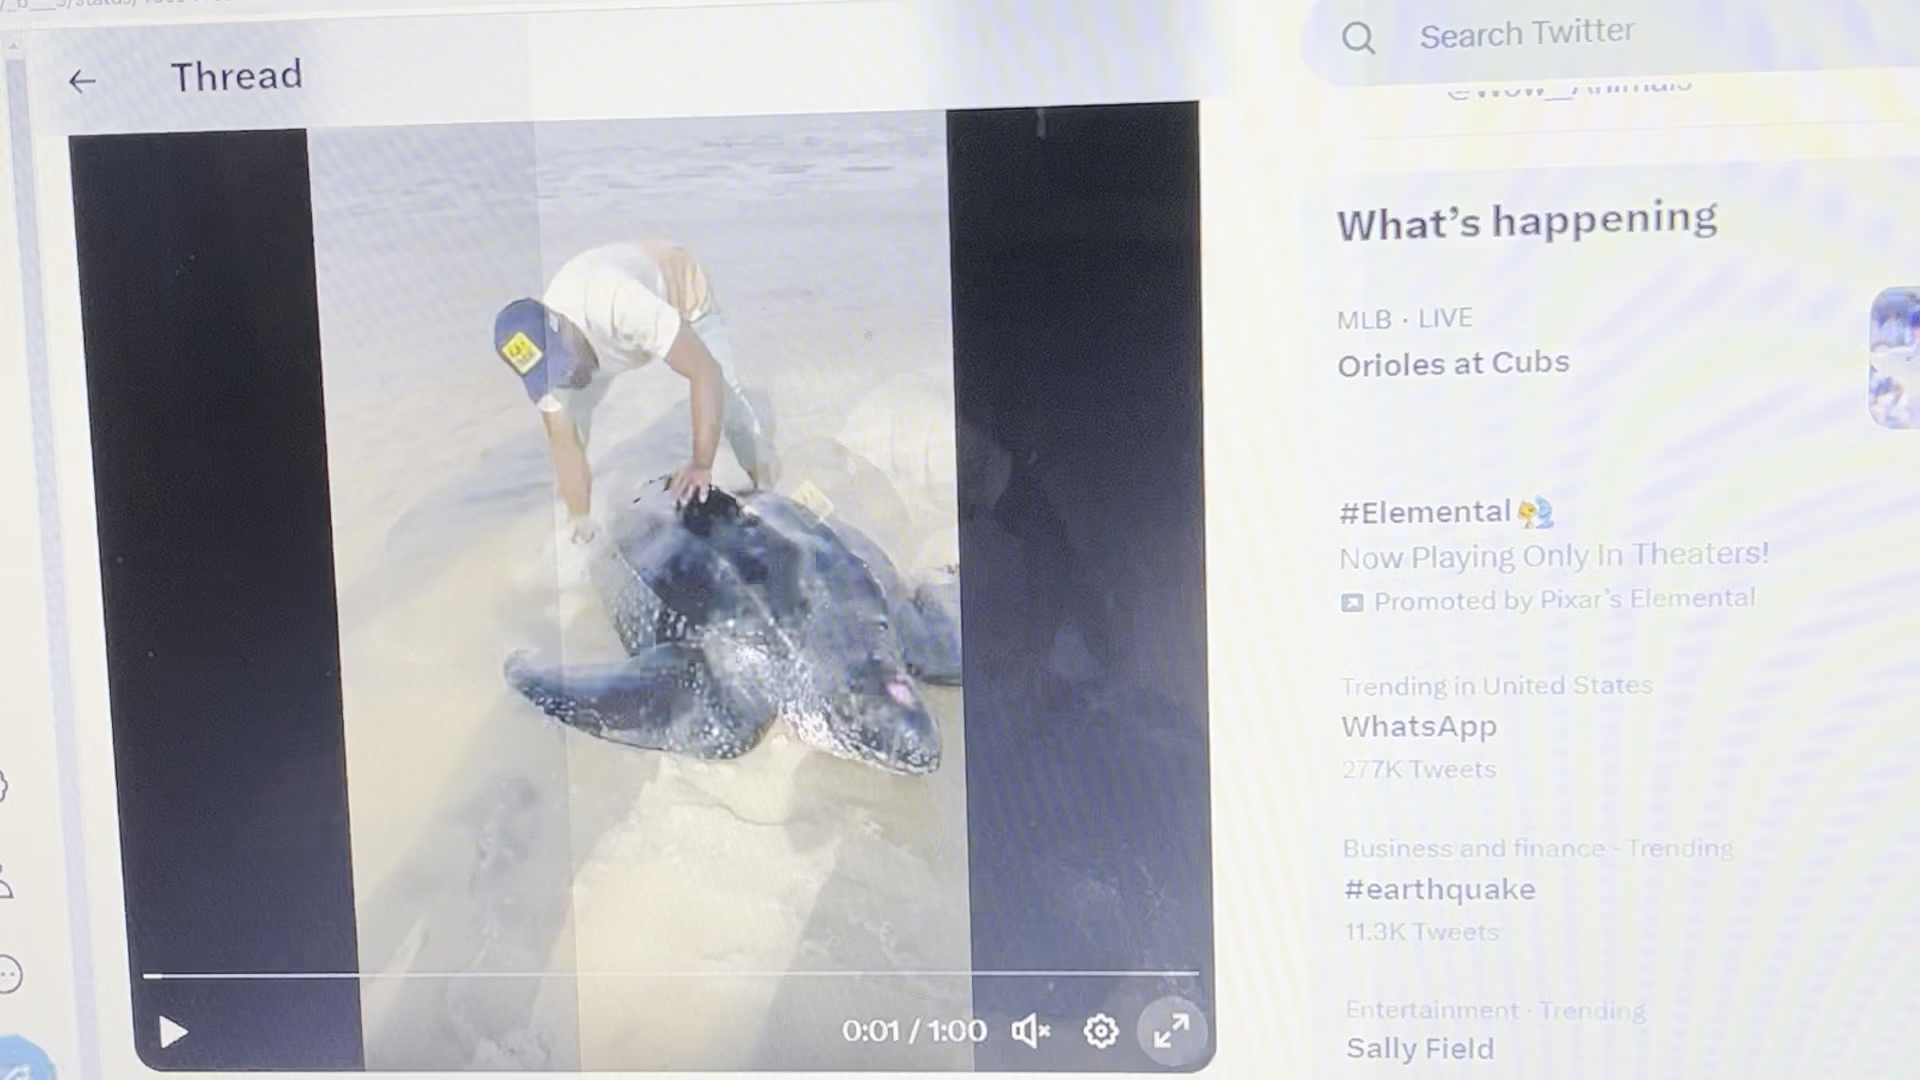 Thread
Search Twitter
@Wow__Animals
What's happening
MLB · LIVE
Orioles at Cubs
#Elemental
Now Playing Only In Theaters!
Promoted by Pixar's Elemental
Trending in United States
WhatsApp
277K Tweets
Business and finance · Trending
#earthquake
11.3K Tweets
Entertainment · Trending
Sally Field
0:01 / 1:00